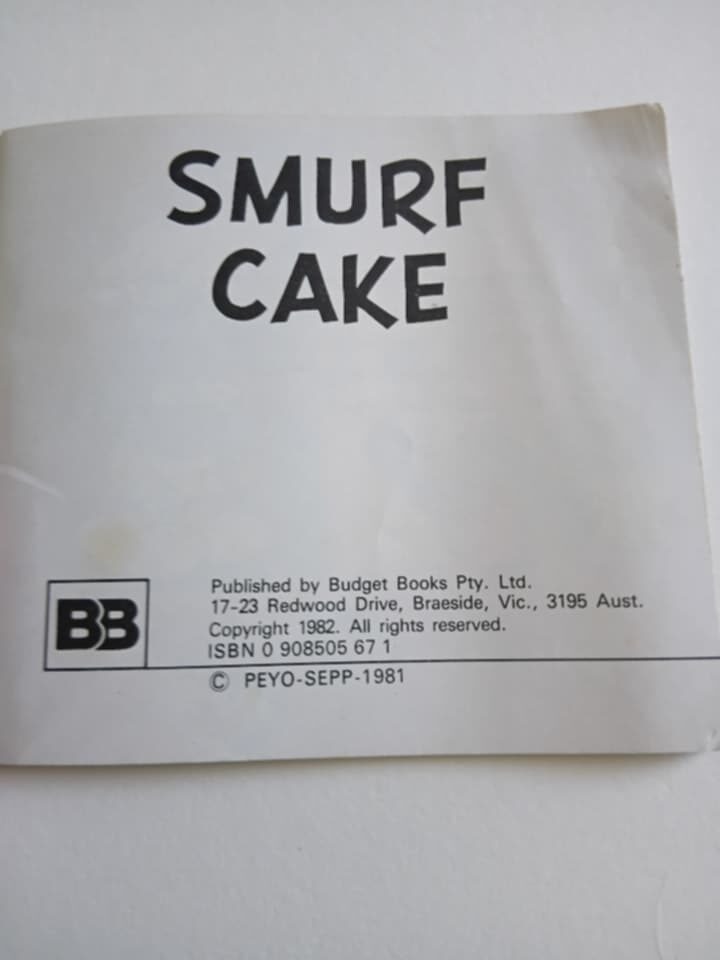 SMURF
CAKE
BB
Published by Budget Books Pty. Ltd.
17-23 Redwood Drive, Braeside, Vic., 3195 Aust.
Copyright 1982. All rights reserved.
ISBN 0 908505 67 1
© PEYO-SEPP-1981